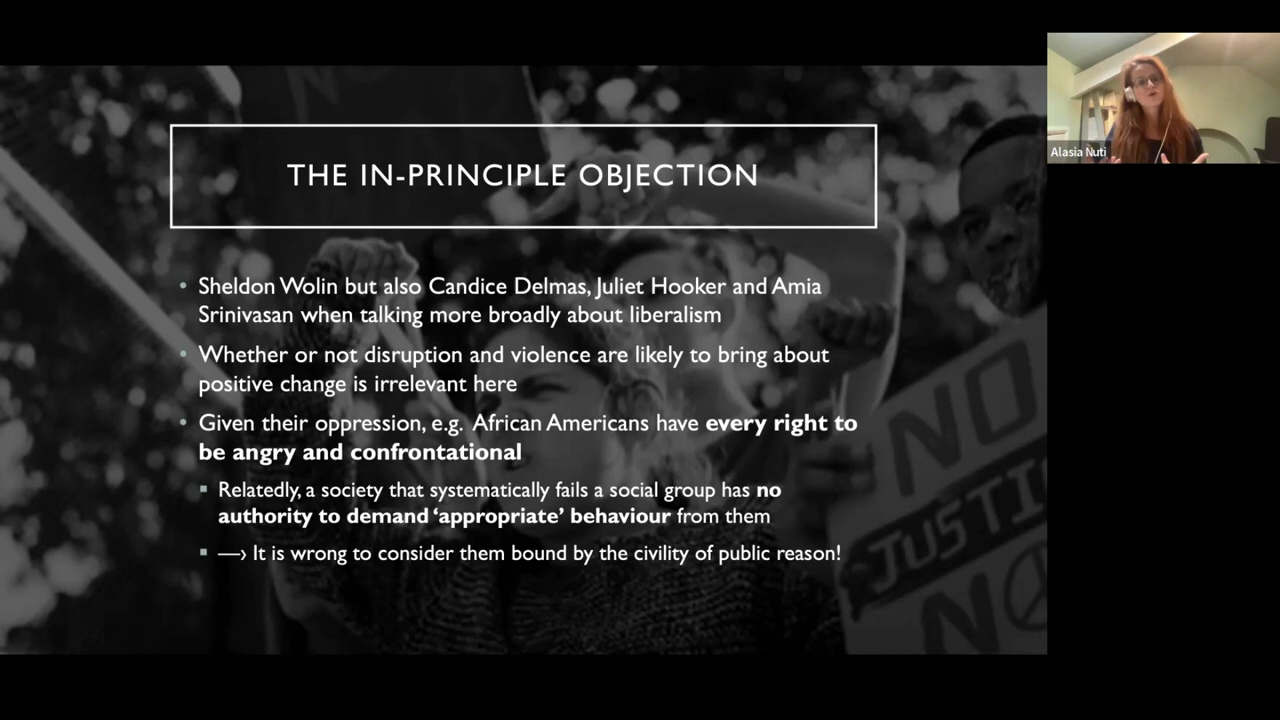 THE IN-PRINCIPLE OBJECTION
Alasia Nuti
• Sheldon Wolin but also Candice Delmas, Juliet Hooker and Amia
Srinivasan when talking more broadly about liberalism
• Whether or not disruption and violence are likely to bring about
positive change is irrelevant here
• Given their oppression, e.g. African Americans have every right to
be angry and confrontational
▪ Relatedly, a society that systematically fails a social group has no
authority to demand ‘appropriate’ behaviour from them
▪ —› It is wrong to consider them bound by the civility of public reason!
NO
JUSTI
NO